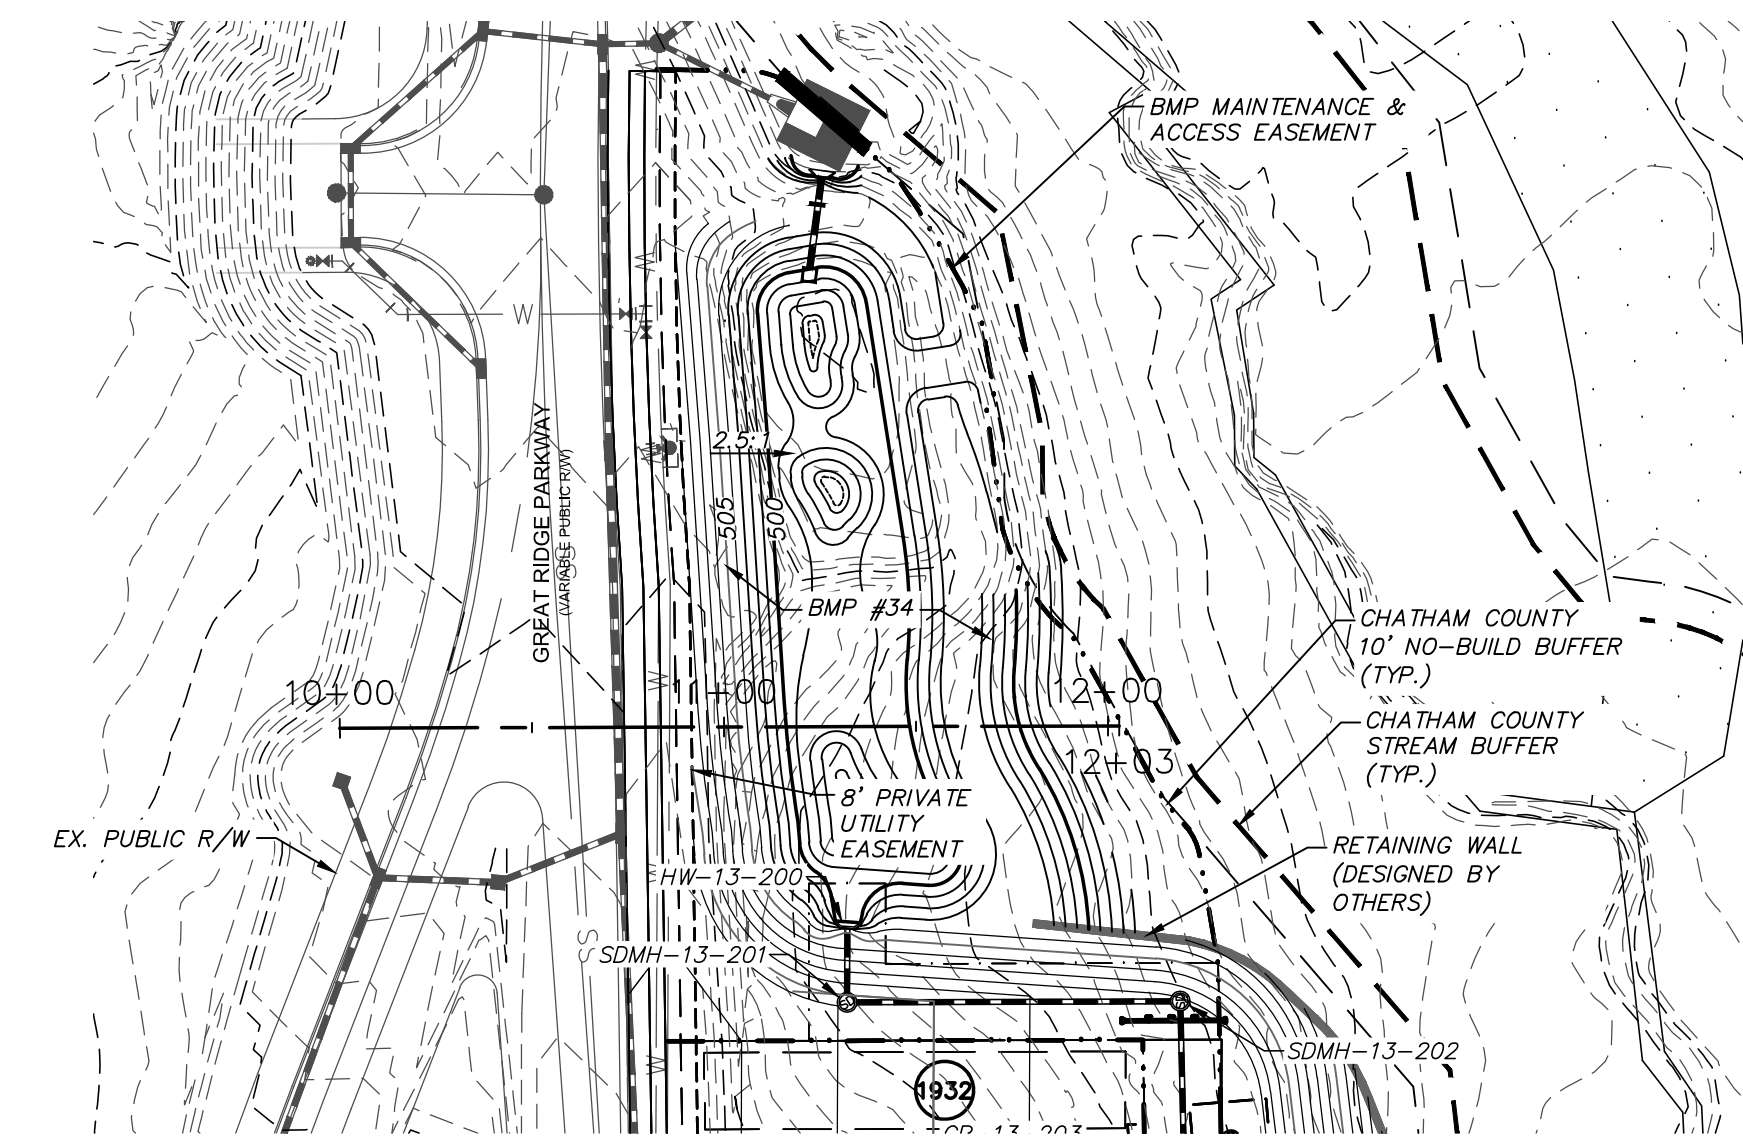 BMP MAINTENANCE &
ACCESS EASEMENT
W
W
W
GREAT RIDGE PARKWAY
(VARIABLE PUBLIC R/W)
2.5:1
505
500
BMP #34
CHATHAM COUNTY
10' NO-BUILD BUFFER
(TYP.)
W
10+00
+00
12+00
CHATHAM COUNTY
STREAM BUFFER
(TYP.)
12+03
8' PRIVATE
UTILITY
EASEMENT
EX. PUBLIC R/W
RETAINING WALL
(DESIGNED BY
OTHERS)
HW-13-200
S
S
SDMH-13-201
SD
SDMH-13-202
W
1932